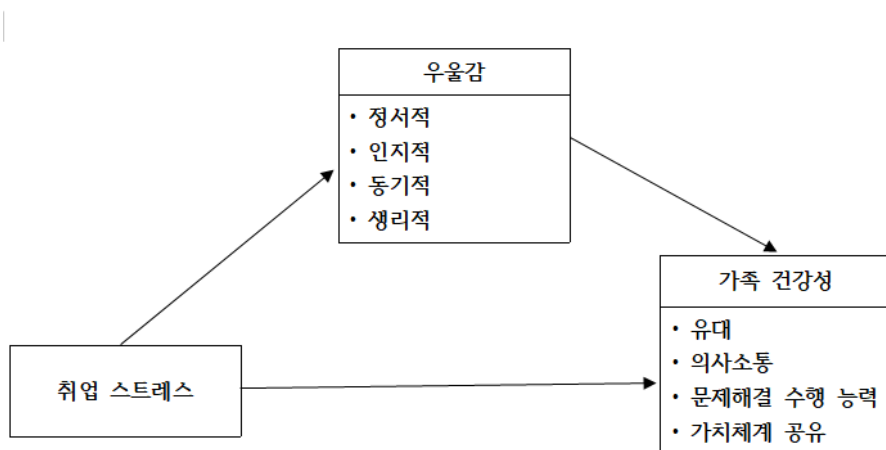 우울감
• 정서적
• 인지적
• 동기적
• 생리적
가족 건강성
• 유대
• 의사소통
• 문제해결 수행 능력
• 가치체계 공유
취업 스트레스